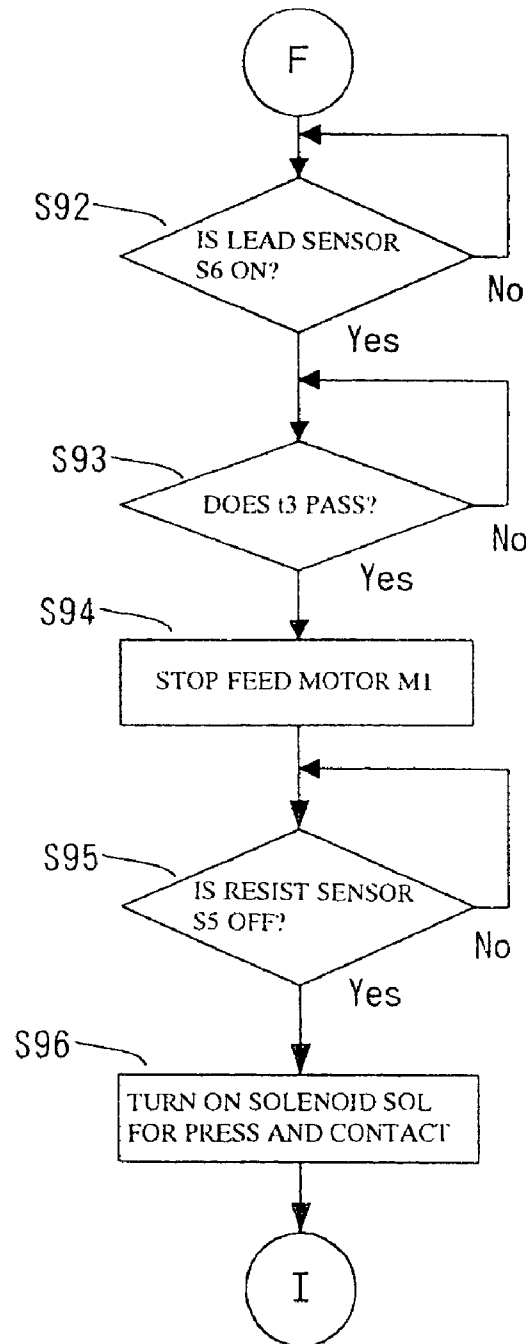 F
S92
IS LEAD SENSOR
S6 ON?
No
Yes
S93
DOES t3 PASS?
No
Yes
S94
STOP FEED MOTOR M1
S95
IS RESIST SENSOR
S5 OFF?
No
Yes
S96
TURN ON SOLENOID SOL
FOR PRESS AND CONTACT
I